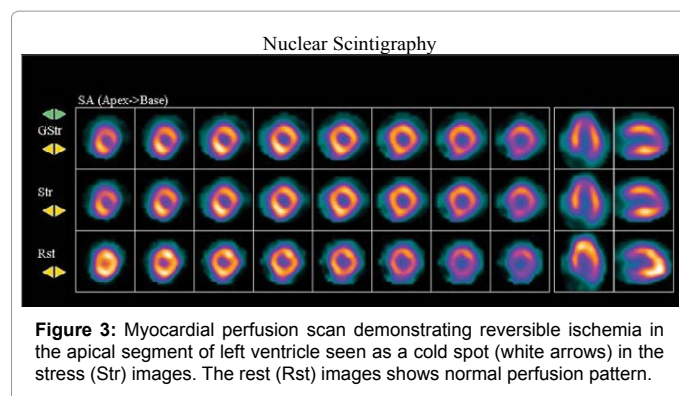 Nuclear Scintigraphy
SA (Apex->Base)
GStr
Str
Rst
Figure 3: Myocardial perfusion scan demonstrating reversible ischemia in
the apical segment of left ventricle seen as a cold spot (white arrows) in the
stress (Str) images. The rest (Rst) images shows normal perfusion pattern.